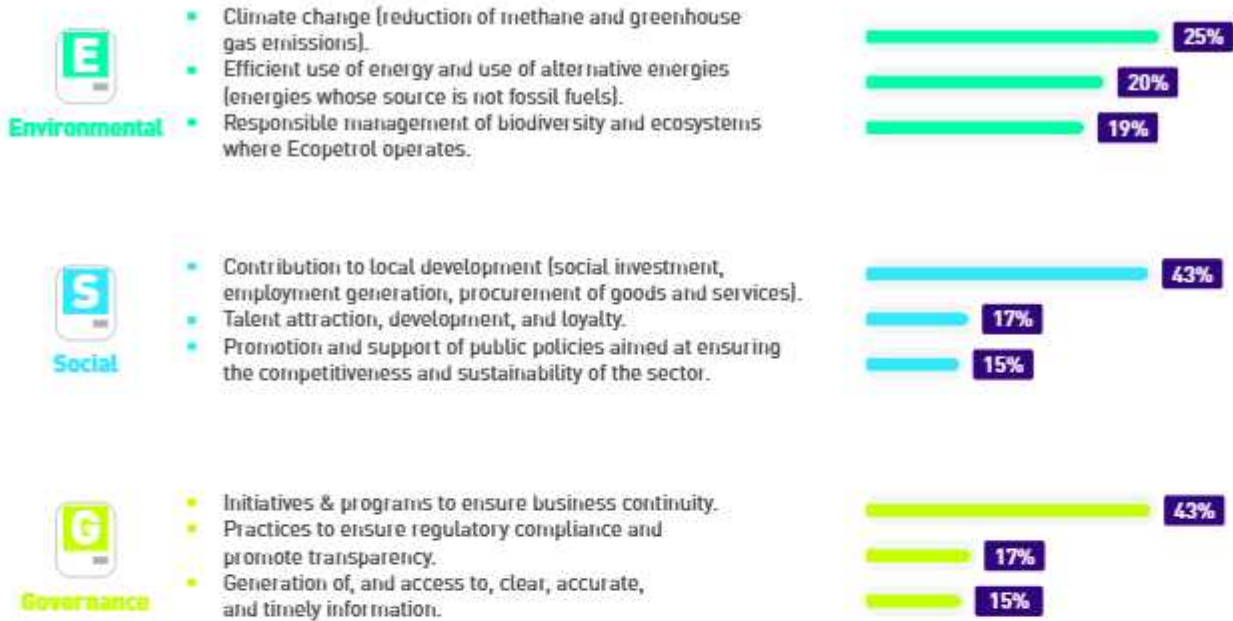 E
Environmental
Climate change (reduction of methane and greenhouse
gas emissions).
25%
Efficient use of energy and use of alternative energies
(energies whose source is not fossil fuels).
20%
Responsible management of biodiversity and ecosystems
where Ecopetrol operates.
19%
S
Social
Contribution to local development (social investment,
employment generation, procurement of goods and services).
43%
Talent attraction, development, and loyalty.
17%
Promotion and support of public policies aimed at ensuring
the competitiveness and sustainability of the sector.
15%
G
Governance
Initiatives & programs to ensure business continuity.
43%
Practices to ensure regulatory compliance and
promote transparency.
17%
Generation of, and access to, clear, accurate,
and timely information.
15%